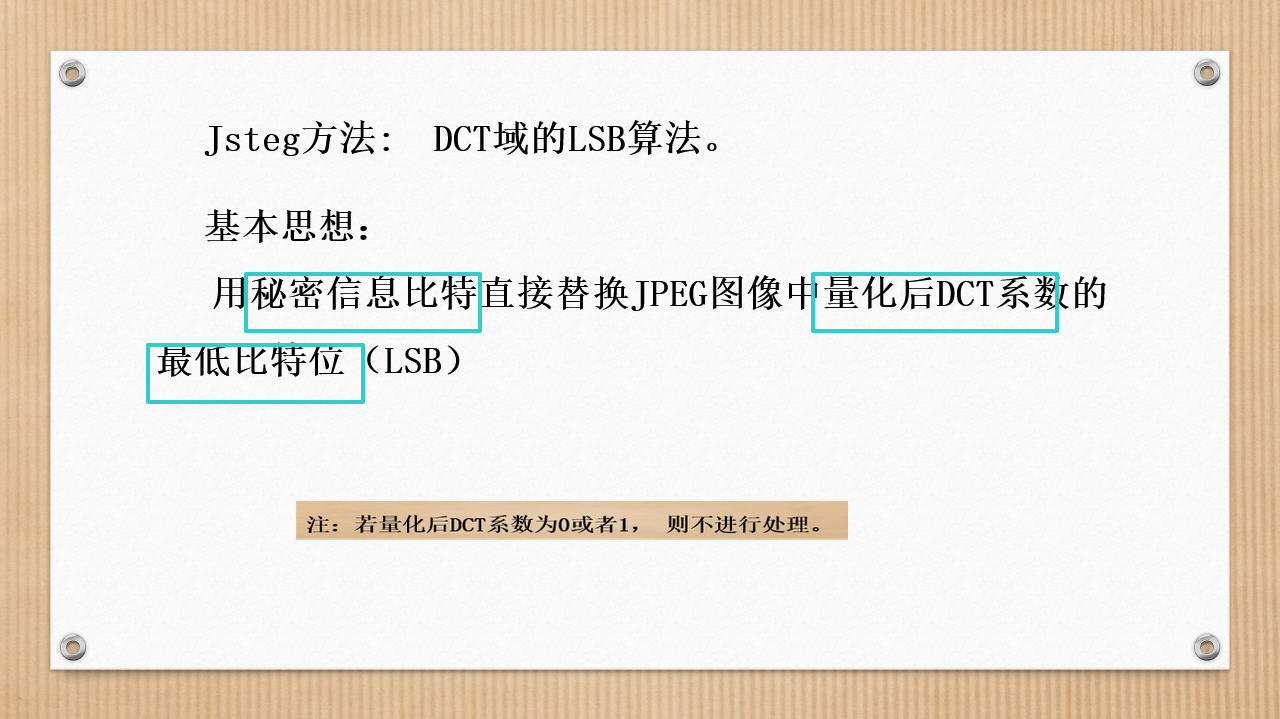 Jsteg方法： DCT域的LSB算法。
基本思想：
用秘密信息比特直接替换JPEG图像中量化后DCT系数的
最低比特位（LSB）
注：若量化后DCT系数为0或者1， 则不进行处理。